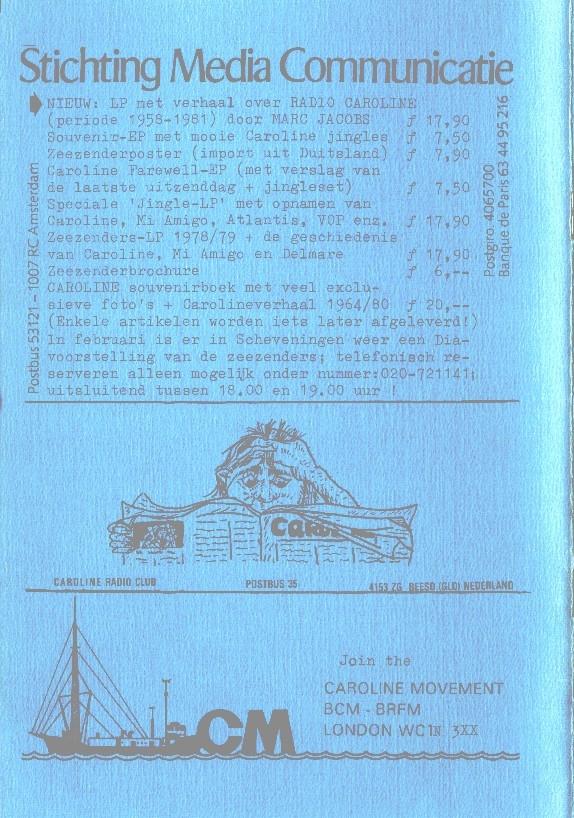 Stichting Media Communicatie
NIEUW: LP met verhaal over RADIO CAROLINE
(periode 1958-1981) door MARC JACOBS f 17,90
Souvenir-EP met mooie Caroline jingles f 7,50
Zeezenderposter (import uit Duitsland) f 7,90
Caroline Farewell-EP (met verslag van
de laatste uitzenddag + jingleset) f 7,50
Speciale 'Jingle-LP' met opnamen van
Caroline, Mi Amigo, Atlantis, VOP enz. f 17,90
Zeezenders-LP 1978/79 + de geschiedenis
van Caroline, Mi Amigo en Delmare f 17,90
Zeezenderbrochure f 6,--
CAROLINE souvenirboek met veel exclu-
sieve foto's + Carolineverhaal 1964/80 f 20,--
(Enkele artikelen worden iets later afgeleverd!)
In februari is er in Scheveningen weer een Dia-
voorstelling van de zeezenders; telefonisch re-
serveren alleen mogelijk onder nummer:020-721141;
uitsluitend tussen 18.00 en 19.00 uur !
Postbus 53121 - 1007 RC Amsterdam
Postgiro. 4065700
Banque de Paris 63 44 95 216
CAROLINE RADIO CLUB POSTBUS 35 4153 ZG BEESD (GLD) NEDERLAND
Join the
CAROLINE MOVEMENT
BCM - BRFM
LONDON WC1N 3XX
CM